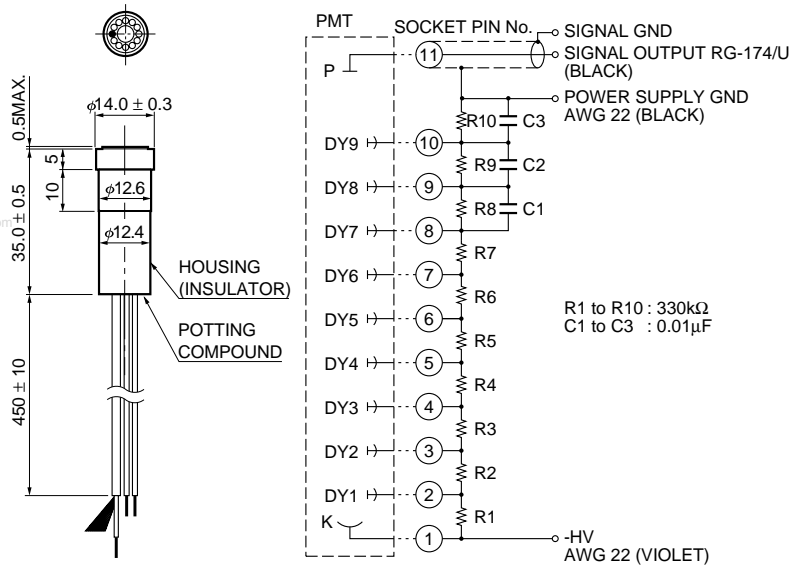 0.5MAX.
φ14.0 ± 0.3
5
10
φ12.6
φ12.4
35.0 ± 0.5
450 ± 10
HOUSING
(INSULATOR)
POTTING
COMPOUND
PMT
SOCKET PIN No.
SIGNAL GND
SIGNAL OUTPUT RG-174/U
(BLACK)
POWER SUPPLY GND
AWG 22 (BLACK)
P
11
R10 C3
DY9 10
R9 C2
DY8 9
R8 C1
DY7 8
R7
DY6 7
R6
DY5 6
R5
DY4 5
R4
DY3 4
R3
DY2 3
R2
DY1 2
R1
K
1
-HV
AWG 22 (VIOLET)
R1 to R10 : 330kΩ
C1 to C3 : 0.01μF